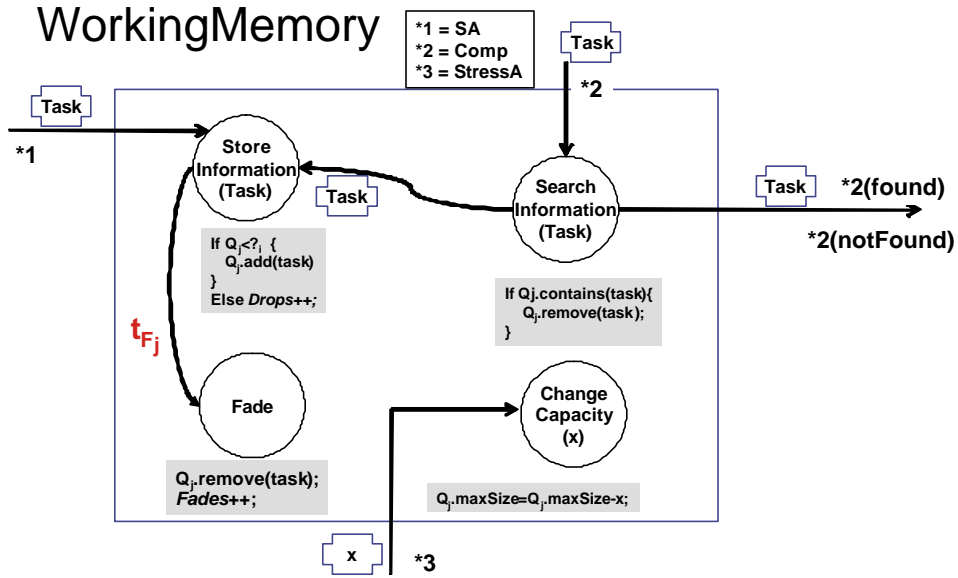 WorkingMemory
*1 = SA
*2 = Comp
*3 = StressA
Task
*2
Task
*1
Store
Information
(Task)
Task
Search
Information
(Task)
Task
*2(found)
*2(notFound)
If Qj<?i {
Qj.add(task)
}
Else Drops++;
If Qj.contains(task){
Qj.remove(task);
}
tFj
Fade
Change
Capacity
(x)
Qj.remove(task);
Fades++;
Qj.maxSize=Qj.maxSize-x;
x
*3